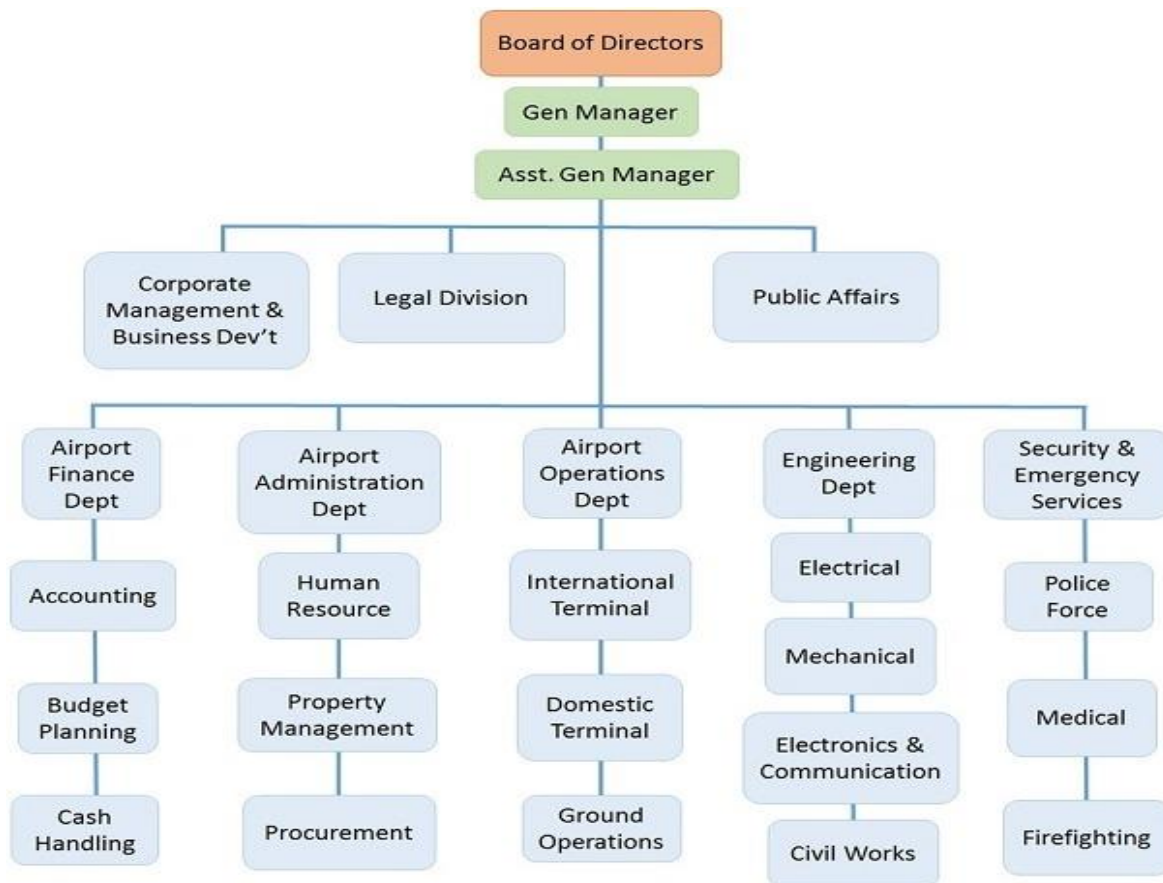 Board of Directors
Gen Manager
Asst. Gen Manager
Corporate
Management &
Business Dev’t
Legal Division
Public Affairs
Airport
Finance
Dept
Airport
Administration
Dept
Airport
Operations
Dept
Engineering
Dept
Security &
Emergency
Services
Accounting
Human
Resource
International
Terminal
Electrical
Police
Force
Mechanical
Budget
Planning
Property
Management
Domestic
Terminal
Medical
Electronics &
Communication
Cash
Handling
Procurement
Ground
Operations
Civil Works
Firefighting